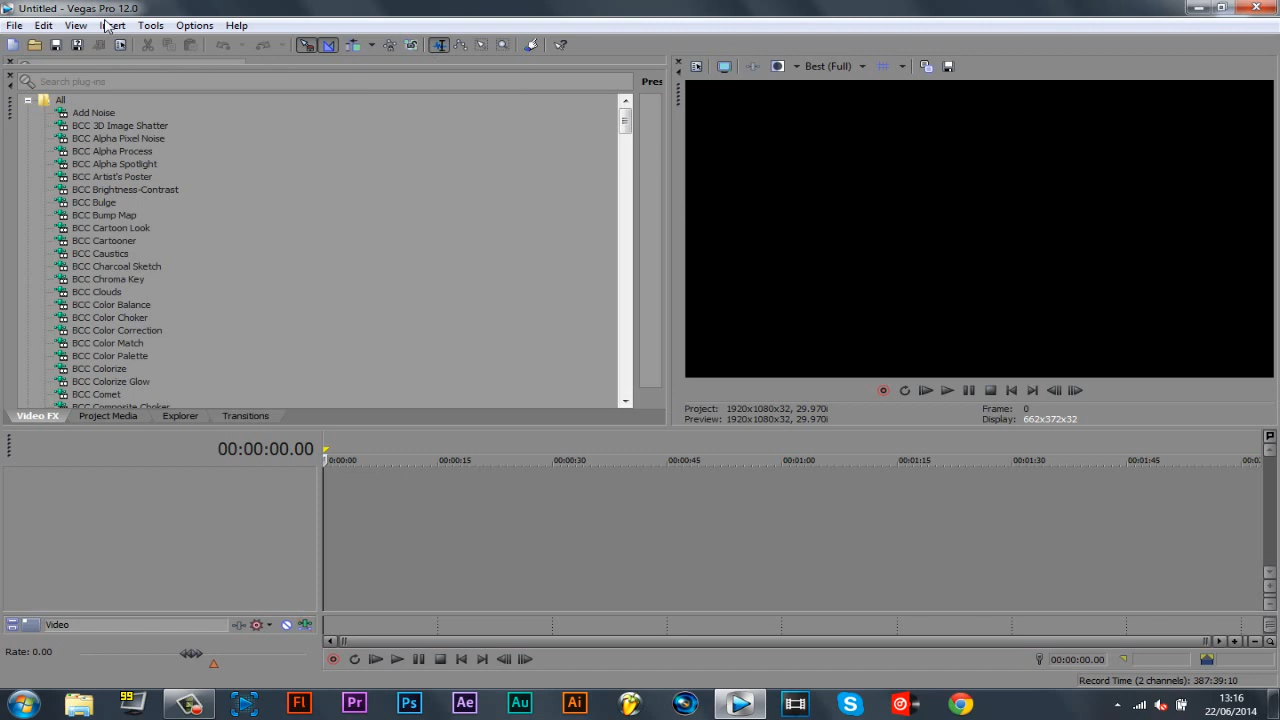 Untitled - Vegas Pro 12.0
File Edit View Insert Tools Options Help
Search plug-ins
Pres
Best (Full)
All
Add Noise
BCC 3D Image Shatter
BCC Alpha Pixel Noise
BCC Alpha Process
BCC Alpha Spotlight
BCC Artist's Poster
BCC Brightness-Contrast
BCC Bulge
BCC Bump Map
BCC Cartoon Look
BCC Cartooner
BCC Caustics
BCC Charcoal Sketch
BCC Chroma Key
BCC Clouds
BCC Color Balance
BCC Color Choker
BCC Color Correction
BCC Color Match
BCC Color Palette
BCC Colorize
BCC Colorize Glow
BCC Comet
BCC Composite Choker
Video FX Project Media Explorer Transitions
Project: 1920x1080x32, 29.970i Frame: 0
Preview: 1920x1080x32, 29.970i Display: 662x372x32
00:00:00.00
0:00:00 00:00:15 00:00:30 00:00:45 00:01:00 00:01:15 00:01:30 00:01:45 00:0
Video
Rate: 0.00
00:00:00.00
Record Time (2 channels): 387:39:10
99 Fl Pr Ps Ae Au Ai
13:16
22/06/2014